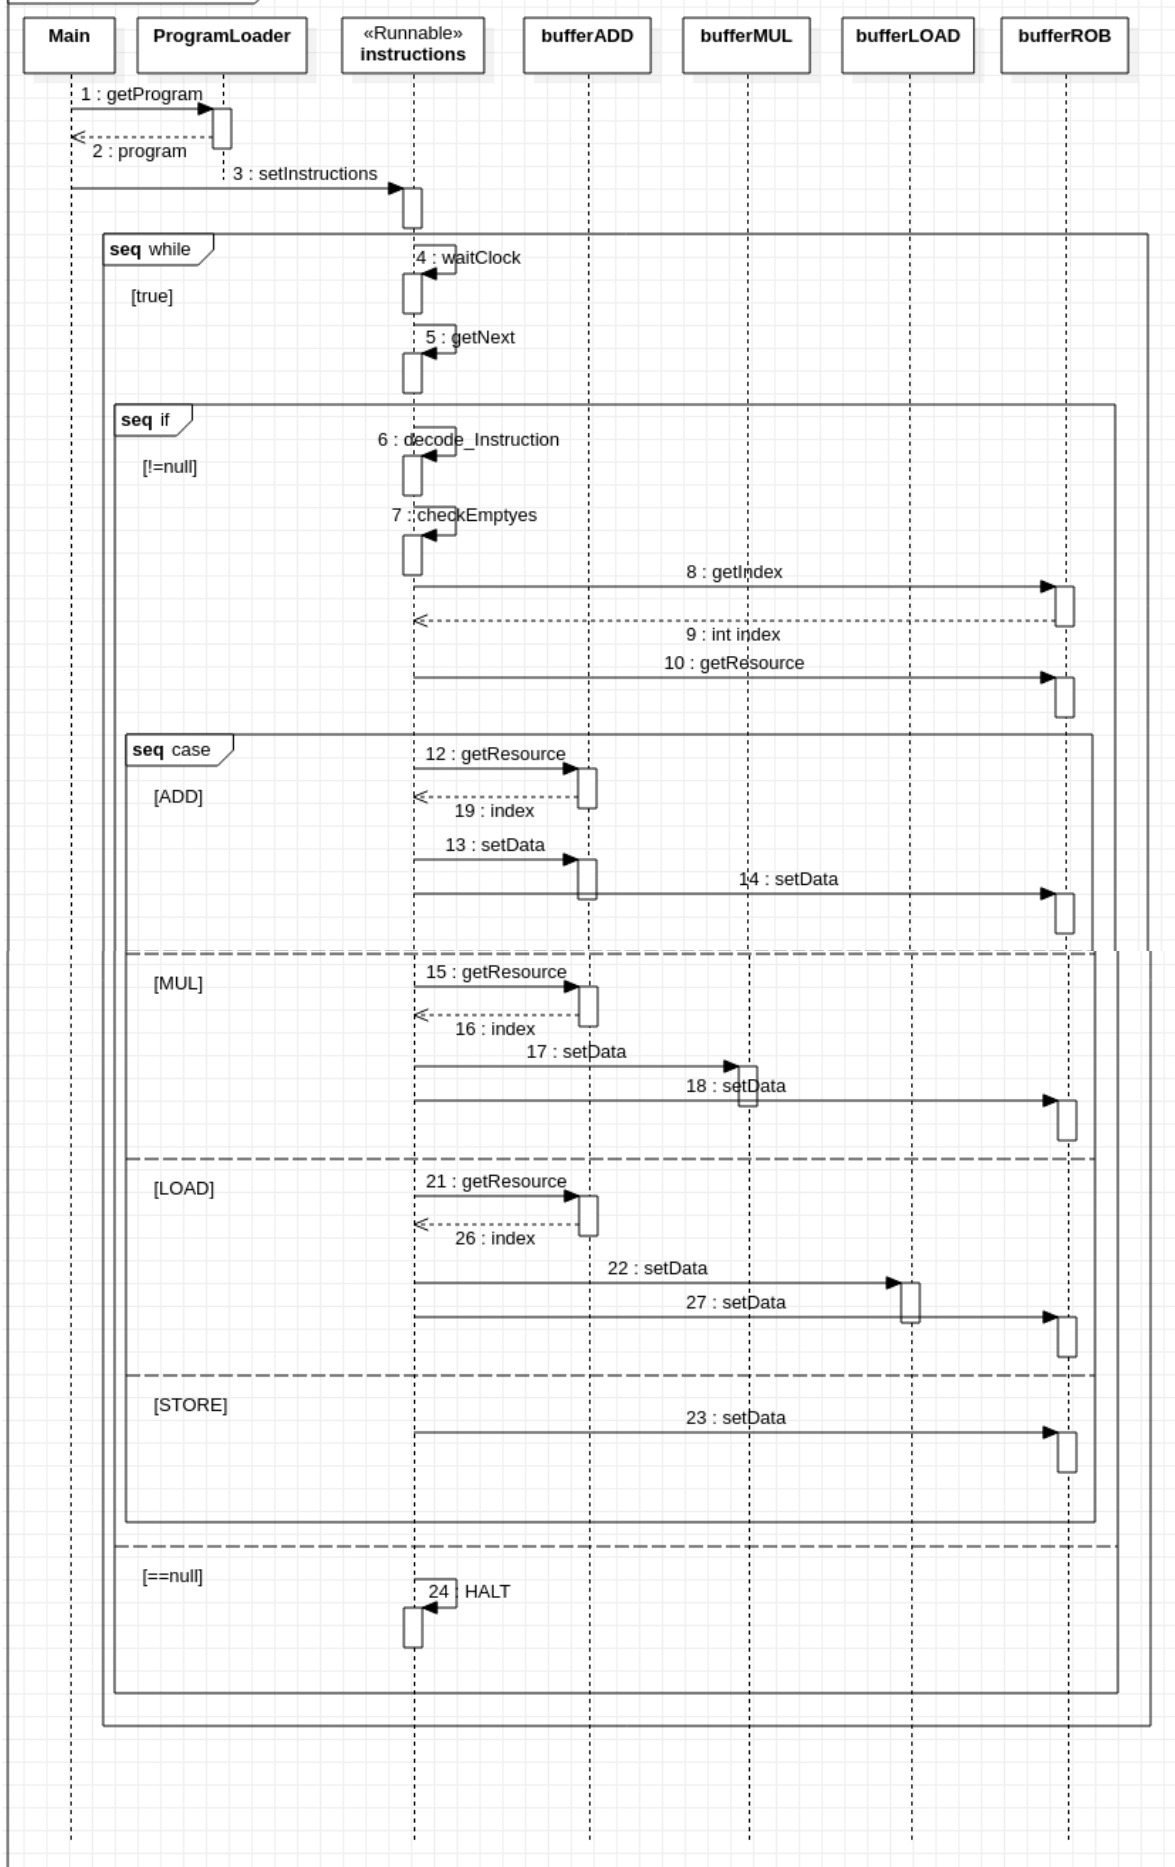 Main
ProgramLoader
«Runnable»
instructions
bufferADD
bufferMUL
bufferLOAD
bufferROB
1 : getProgram
2 : program
3 : setInstructions
seq while
4 : waitClock
[true]
5 : getNext
seq if
6 : decode_Instruction
[!=null]
7 : checkEmptyes
8 : getIndex
9 : int index
10 : getResource
seq case
12 : getResource
[ADD]
19 : index
13 : setData
14 : setData
15 : getResource
[MUL]
16 : index
17 : setData
18 : setData
21 : getResource
[LOAD]
26 : index
22 : setData
27 : setData
[STORE]
23 : setData
[==null]
24 : HALT